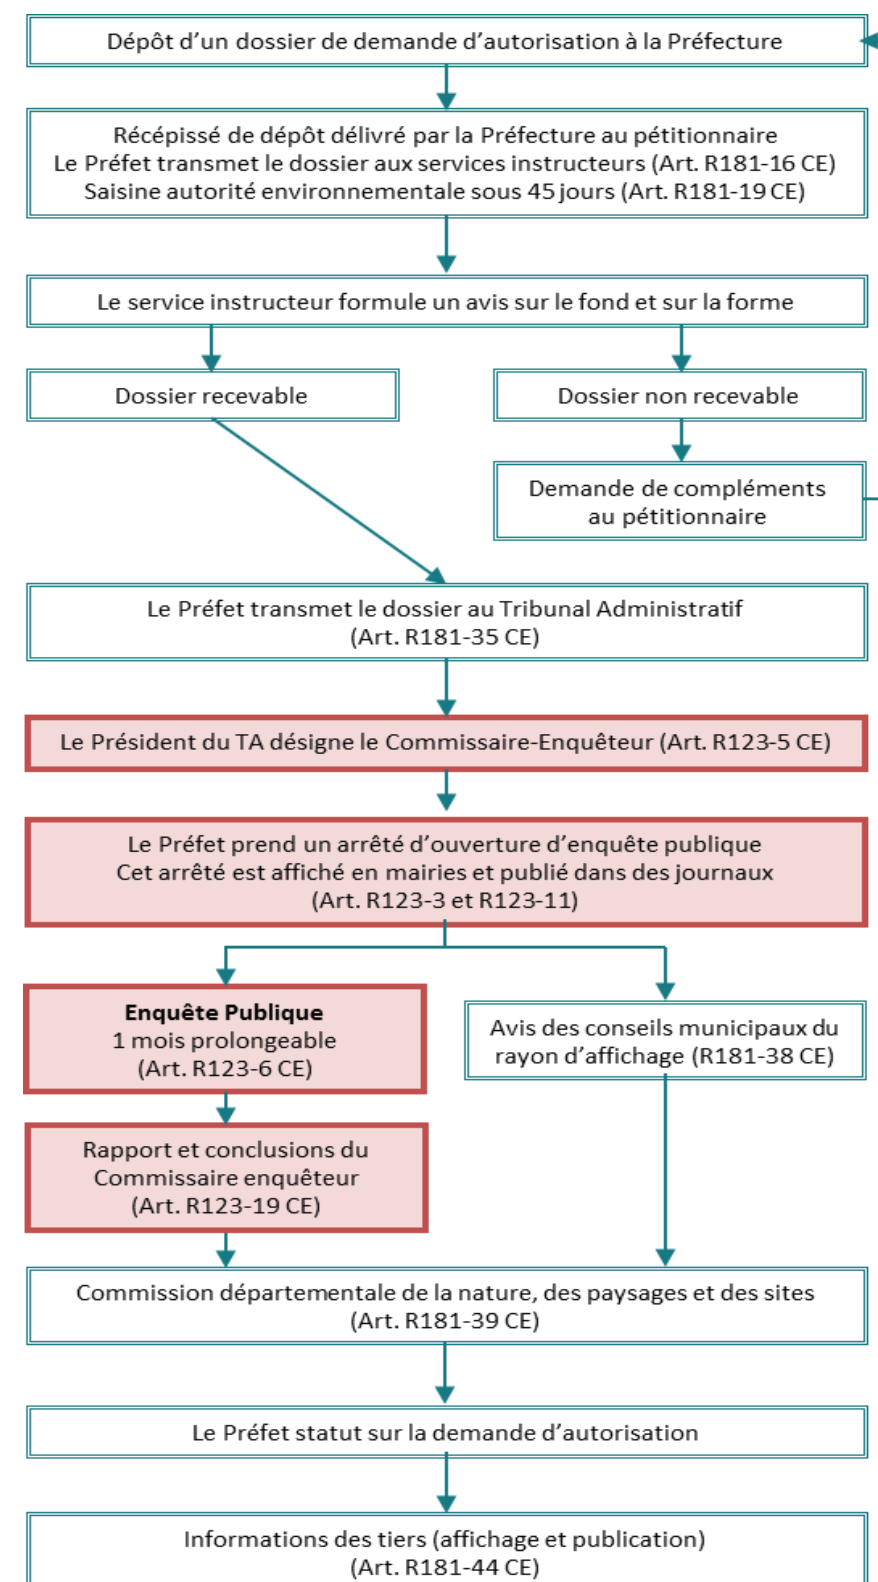 Dépôt d’un dossier de demande d’autorisation à la Préfecture
Récépissé de dépôt délivré par la Préfecture au pétitionnaire
Le Préfet transmet le dossier aux services instructeurs (Art. R181-16 CE)
Saisine autorité environnementale sous 45 jours (Art. R181-19 CE)
Le service instructeur formule un avis sur le fond et sur la forme
Dossier recevable
Dossier non recevable
Demande de compléments
au pétitionnaire
Le Préfet transmet le dossier au Tribunal Administratif
(Art. R181-35 CE)
Le Président du TA désigne le Commissaire-Enquêteur (Art. R123-5 CE)
Le Préfet prend un arrêté d’ouverture d’enquête publique
Cet arrêté est affiché en mairies et publié dans des journaux
(Art. R123-3 et R123-11)
Enquête Publique
1 mois prolongeable
(Art. R123-6 CE)
Avis des conseils municipaux du
rayon d’affichage (R181-38 CE)
Rapport et conclusions du
Commissaire enquêteur
(Art. R123-19 CE)
Commission départementale de la nature, des paysages et des sites
(Art. R181-39 CE)
Le Préfet statut sur la demande d’autorisation
Informations des tiers (affichage et publication)
(Art. R181-44 CE)